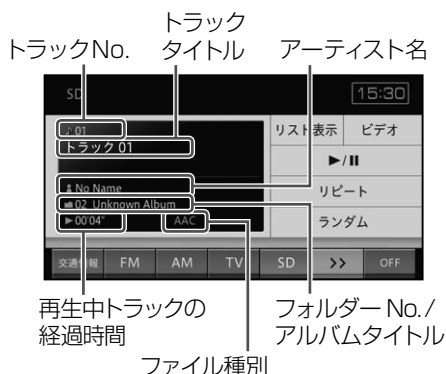 トラック
トラックNo. タイトル アーティスト名
SD 15:30
♪01 リスト表示 ビデオ
トラック 01
▶/II
No Name リピート
02 Unknown Album
▶00'04" AAC ランダム
交通情報 FM AM TV SD >> OFF
再生中トラックの フォルダー No./
経過時間 アルバムタイトル
ファイル種別